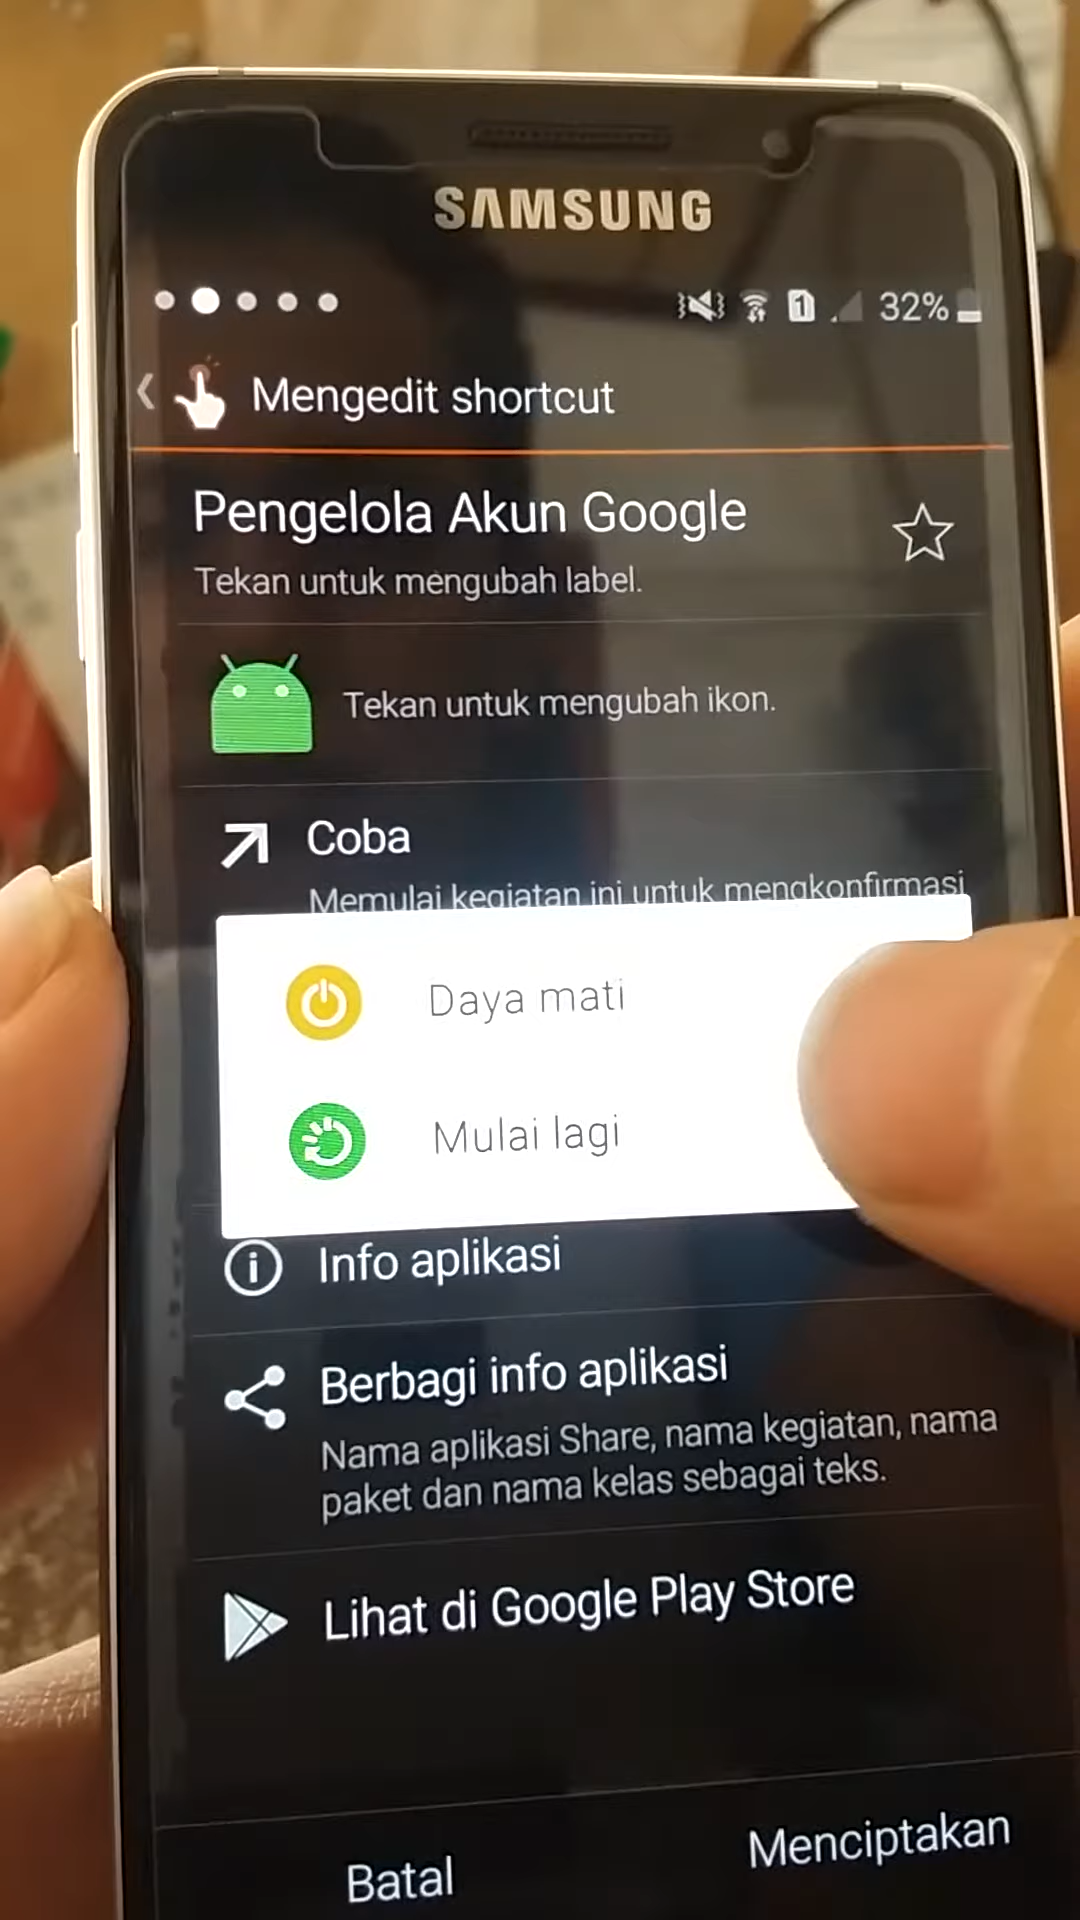 SAMSUNG
1 32%
Mengedit shortcut
Pengelola Akun Google
Tekan untuk mengubah label.
Tekan untuk mengubah ikon.
Coba
Memulai kegiatan ini untuk mengkonfirmasi
Daya mati
Mulai lagi
Info aplikasi
Berbagi info aplikasi
Nama aplikasi Share, nama kegiatan, nama
paket dan nama kelas sebagai teks.
Lihat di Google Play Store
Batal
Menciptakan